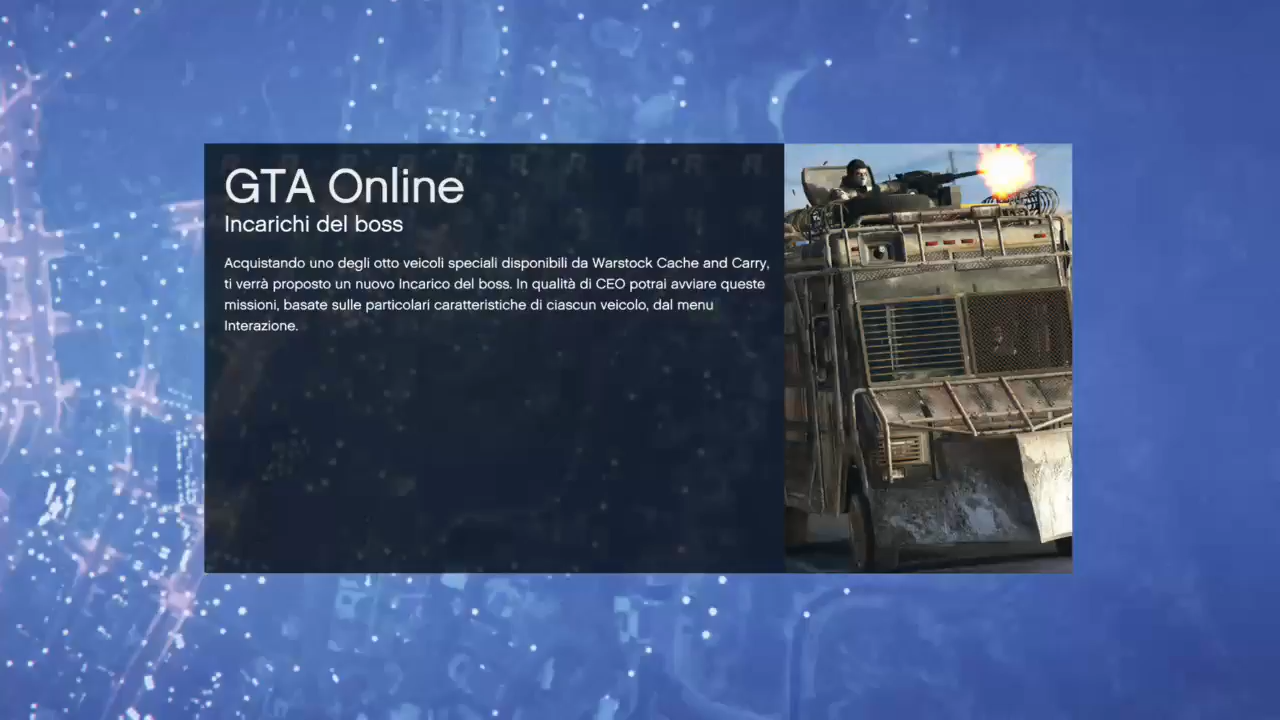 GTA Online
Incarichi del boss
Acquistando uno degli otto veicoli speciali disponibili da Warstock Cache and Carry,
ti verrà proposto un nuovo Incarico del boss. In qualità di CEO potrai avviare queste
missioni, basate sulle particolari caratteristiche di ciascun veicolo, dal menu
Interazione.